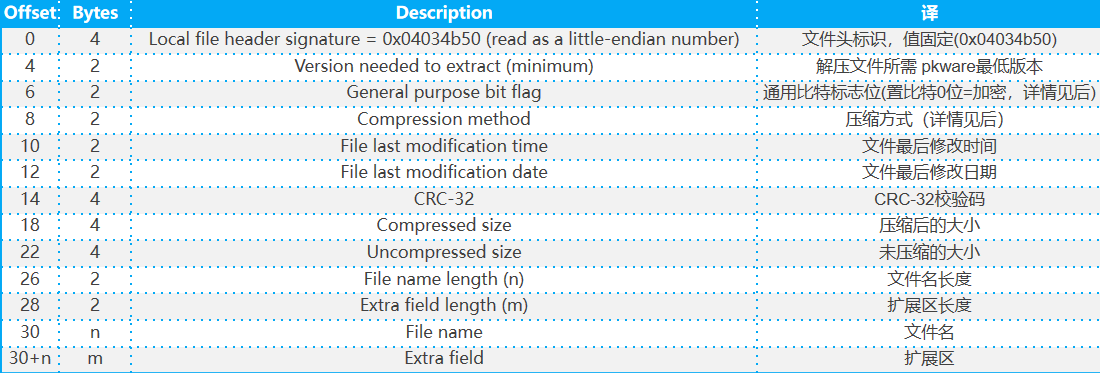 Offset Bytes Description 译
0 4 Local file header signature = 0x04034b50 (read as a little-endian number) 文件头标识，值固定(0x04034b50)
4 2 Version needed to extract (minimum) 解压文件所需 pkware最低版本
6 2 General purpose bit flag 通用比特标志位(置比特0位=加密，详情见后)
8 2 Compression method 压缩方式（详情见后）
10 2 File last modification time 文件最后修改时间
12 2 File last modification date 文件最后修改日期
14 4 CRC-32 CRC-32校验码
18 4 Compressed size 压缩后的大小
22 4 Uncompressed size 未压缩的大小
26 2 File name length (n) 文件名长度
28 2 Extra field length (m) 扩展区长度
30 n File name 文件名
30+n m Extra field 扩展区